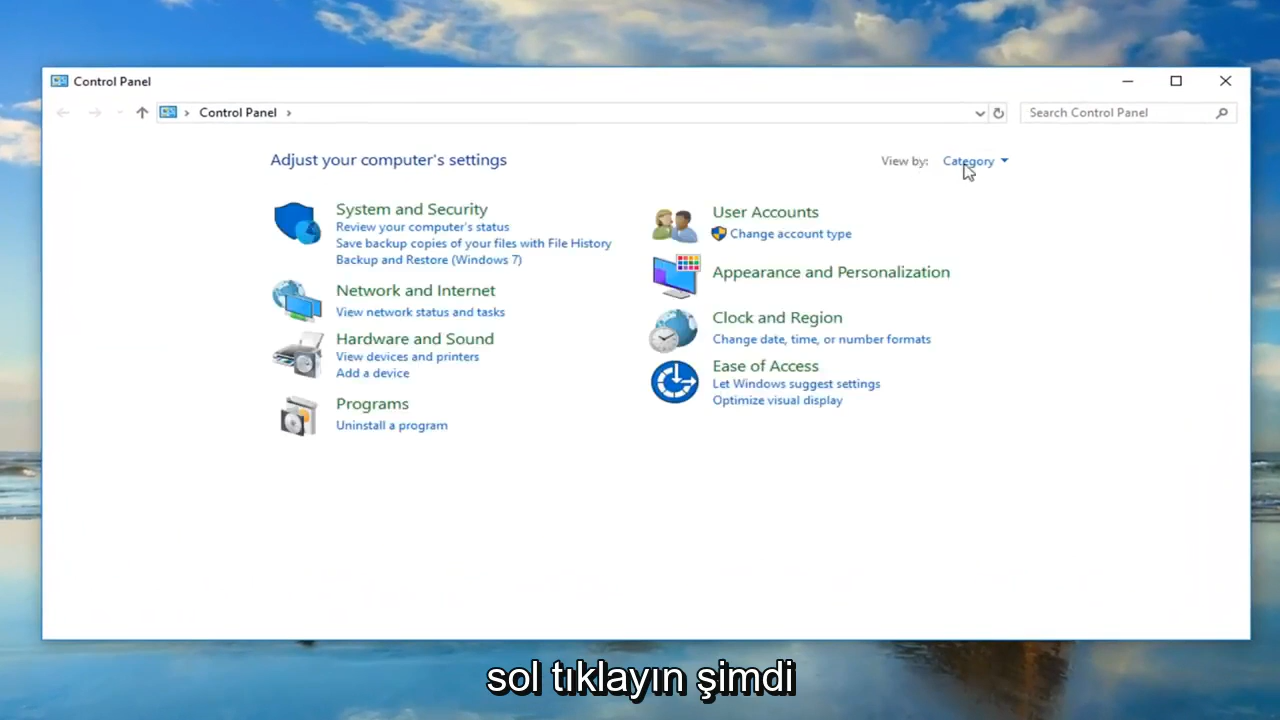 Control Panel
Control Panel
Search Control Panel
Adjust your computer's settings
View by: Category
System and Security
Review your computer's status
Save backup copies of your files with File History
Backup and Restore (Windows 7)
Network and Internet
View network status and tasks
Hardware and Sound
View devices and printers
Add a device
Programs
Uninstall a program
User Accounts
Change account type
Appearance and Personalization
Clock and Region
Change date, time, or number formats
Ease of Access
Let Windows suggest settings
Optimize visual display
sol tıklayın şimdi